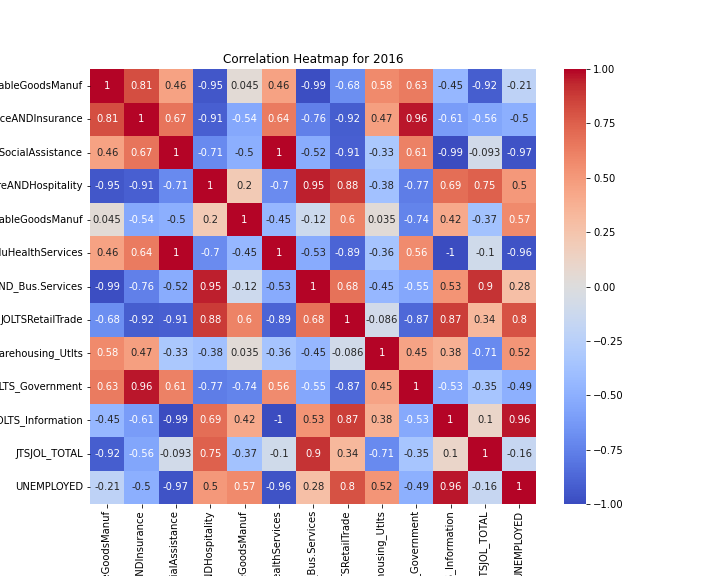 Correlation Heatmap for 2016
ableGoodsManuf 1 0.81 0.46 -0.95 0.045 0.46 -0.99 -0.68 0.58 0.63 -0.45 -0.92 -0.21
ceANDInsurance 0.81 1 0.67 -0.91 -0.54 0.64 -0.76 -0.92 0.47 0.96 -0.61 -0.56 -0.5
SocialAssistance 0.46 0.67 1 -0.71 -0.5 1 -0.52 -0.91 -0.33 0.61 -0.99 -0.093 -0.97
reANDHospitality -0.95 -0.91 -0.71 1 0.2 -0.7 0.95 0.88 -0.38 -0.77 0.69 0.75 0.5
ableGoodsManuf 0.045 -0.54 -0.5 0.2 1 -0.45 -0.12 0.6 0.035 -0.74 0.42 -0.37 0.57
uHealthServices 0.46 0.64 1 -0.7 -0.45 1 -0.53 -0.89 -0.36 0.56 -1 -0.1 -0.96
ND_Bus.Services -0.99 -0.76 -0.52 0.95 -0.12 -0.53 1 0.68 -0.45 -0.55 0.53 0.9 0.28
JOLTSRetailTrade -0.68 -0.92 -0.91 0.88 0.6 -0.89 0.68 1 -0.086 -0.87 0.87 0.34 0.8
arehousing_Utlts 0.58 0.47 -0.33 -0.38 0.035 -0.36 -0.45 -0.086 1 0.45 0.38 -0.71 0.52
LTS_Government 0.63 0.96 0.61 -0.77 -0.74 0.56 -0.55 -0.87 0.45 1 -0.53 -0.35 -0.49
OLTS_Information -0.45 -0.61 -0.99 0.69 0.42 -1 0.53 0.87 0.38 -0.53 1 0.1 0.96
JTSJOL_TOTAL -0.92 -0.56 -0.093 0.75 -0.37 -0.1 0.9 0.34 -0.71 -0.35 0.1 1 -0.16
UNEMPLOYED -0.21 -0.5 -0.97 0.5 0.57 -0.96 0.28 0.8 0.52 -0.49 0.96 -0.16 1
eGoodsManuf
NDInsurance
ialAssistance
NDHospitality
eGoodsManuf
ealthServices
Bus.Services
SRetailTrade
housing_Utlts
_Government
_Information
TSJOL_TOTAL
UNEMPLOYED
1.00
0.75
0.50
0.25
0.00
-0.25
-0.50
-0.75
-1.00